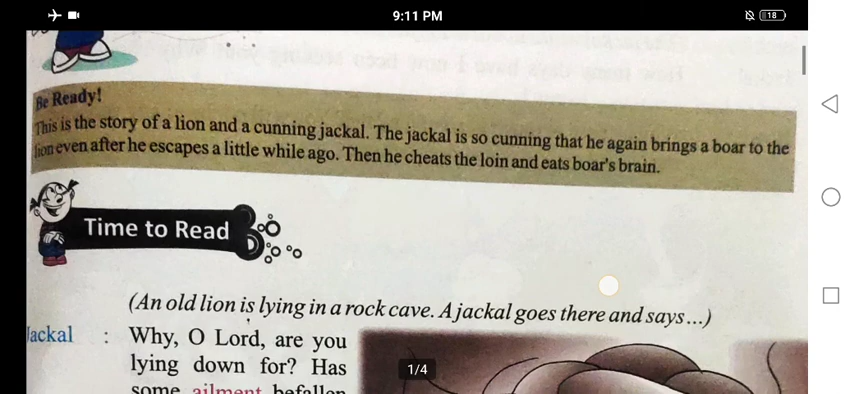 9:11 PM
18
Be Ready!
This is the story of a lion and a cunning jackal. The jackal is so cunning that he again brings a boar to the
lion even after he escapes a little while ago. Then he cheats the loin and eats boar's brain.
Time to Read
(An old lion is lying in a rock cave. A jackal goes there and says...)
Jackal : Why, O Lord, are you
lying down for? Has
some ailment befallen
1/4